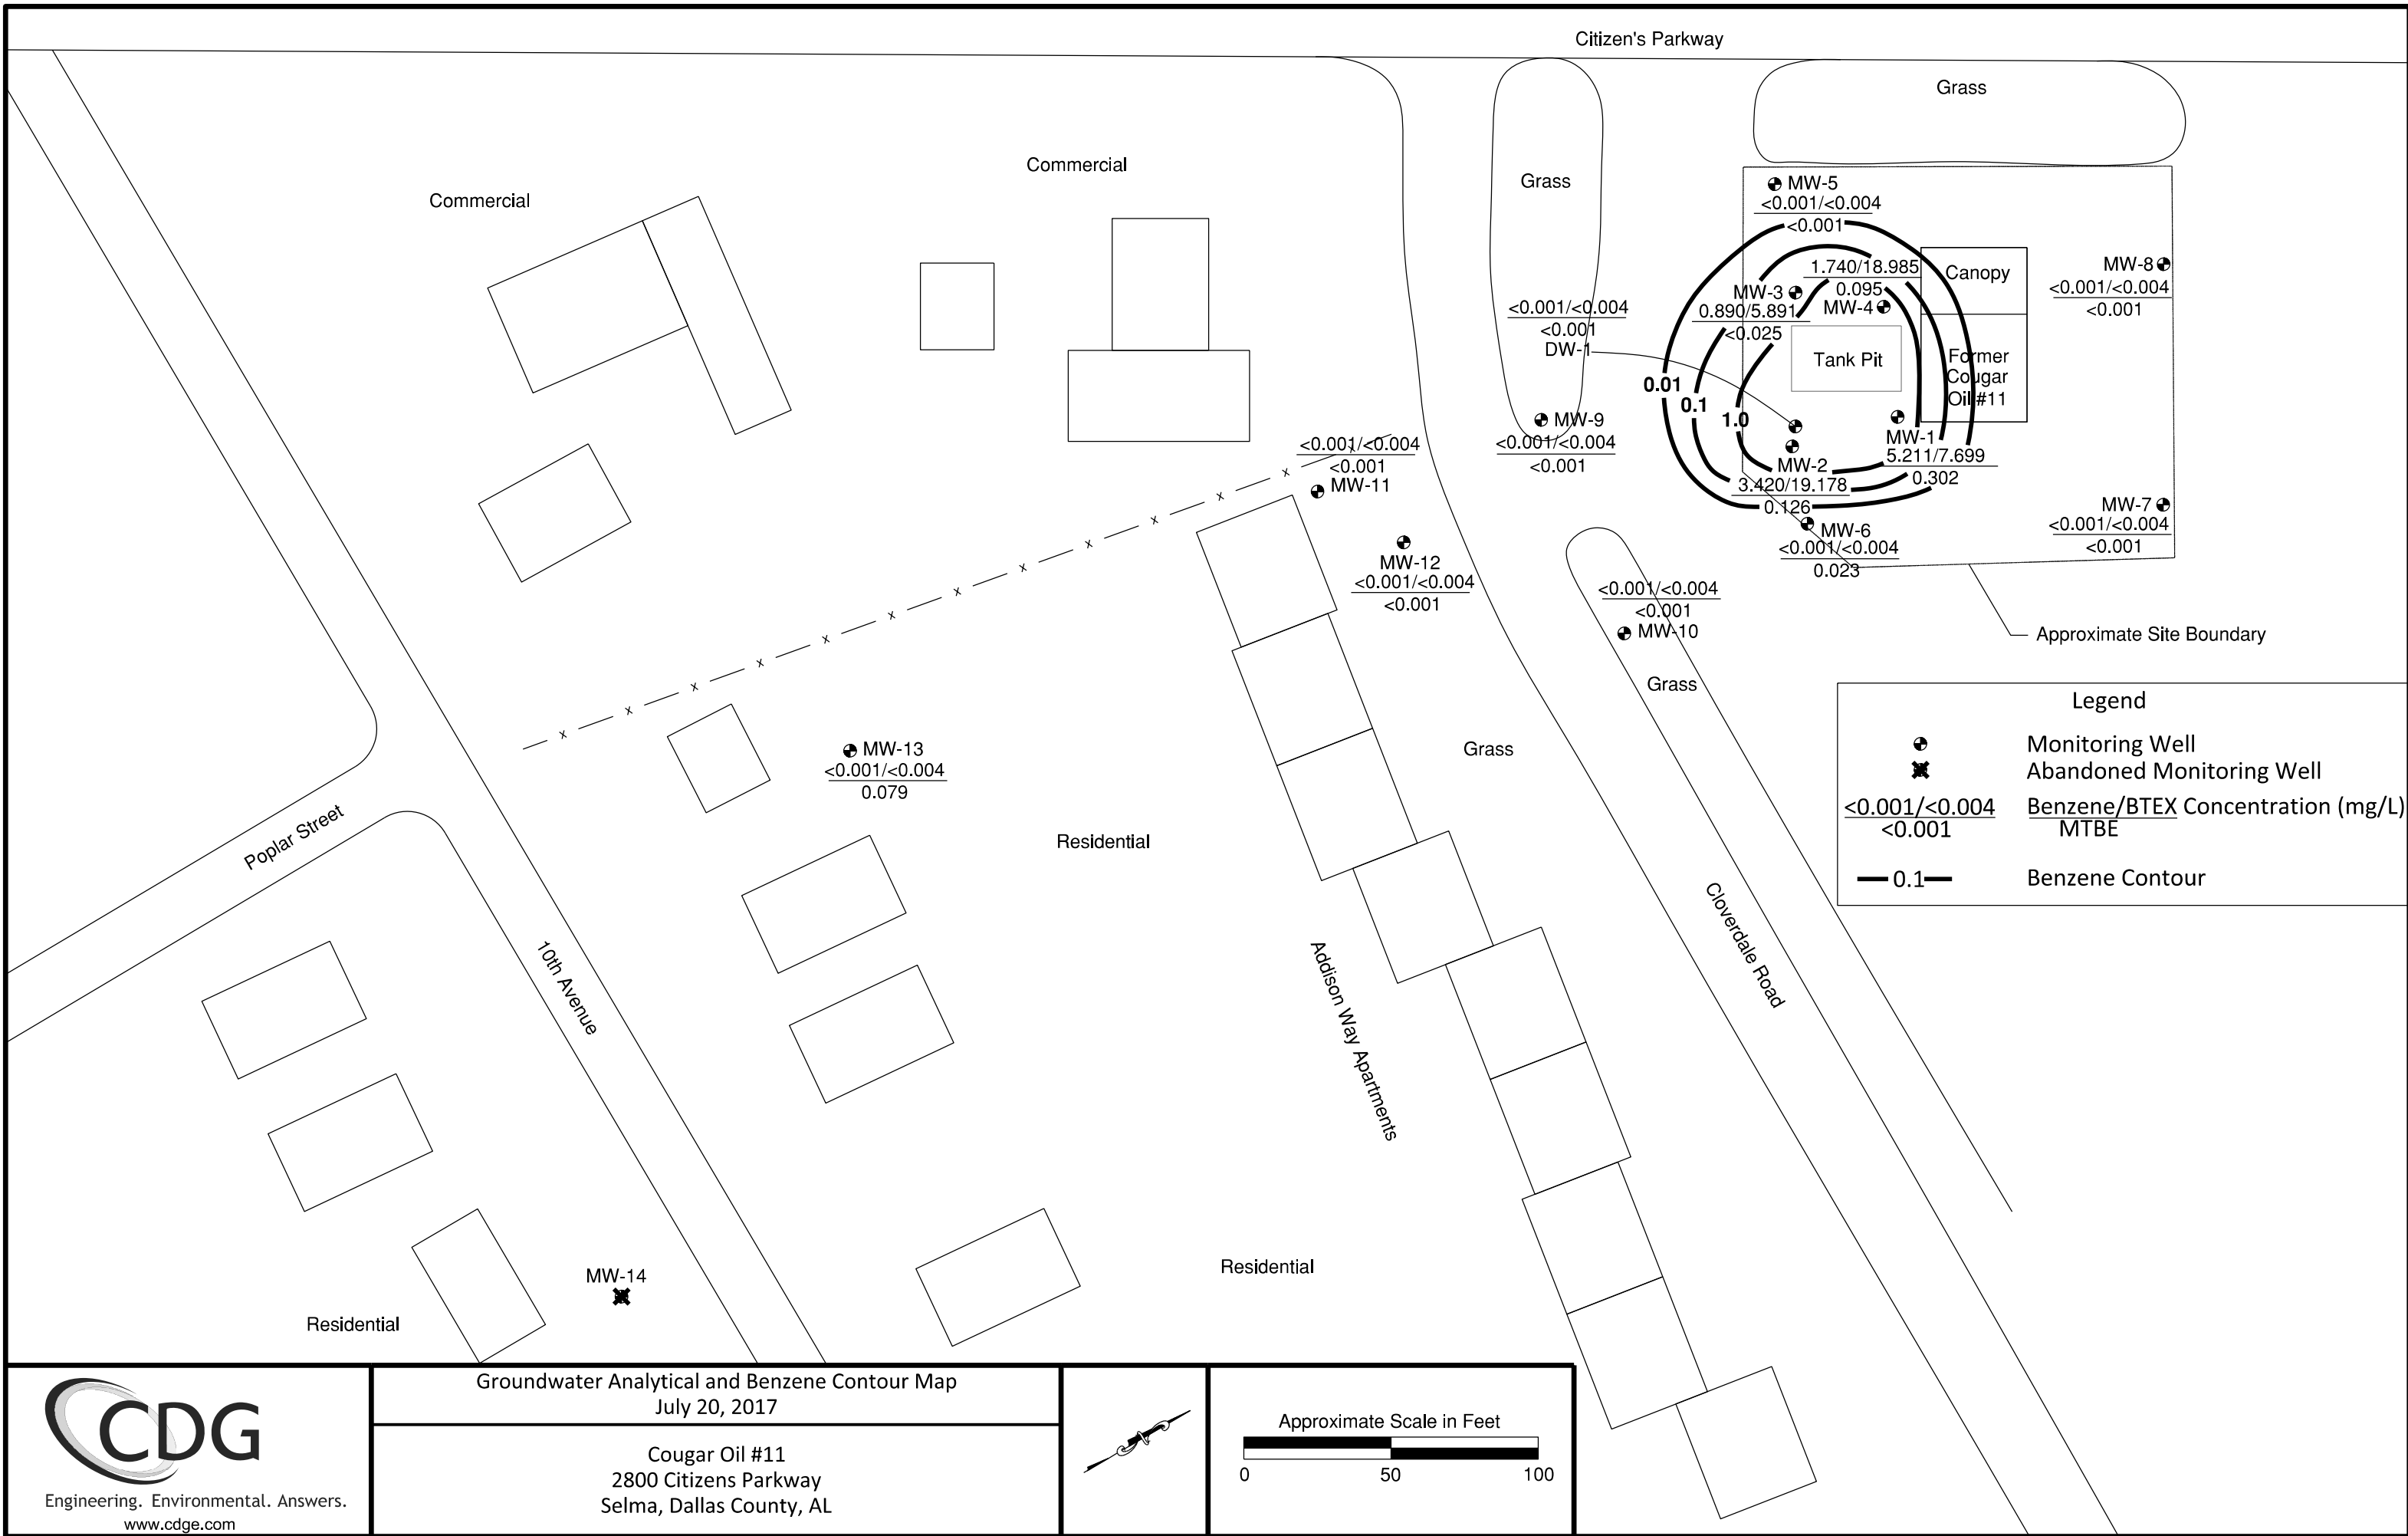 Citizen's Parkway
Grass
Commercial
Commercial
Grass
MW-5
<0.001/<0.004
<0.001
1.740/18.985
0.095
MW-4
Canopy
MW-8
<0.001/<0.004
<0.001
MW-3
0.890/5.891
<0.025
<0.001/<0.004
<0.001
DW-1
Tank Pit
Former
Cougar
Oil #11
0.01
0.1
1.0
MW-9
<0.001/<0.004
<0.001
MW-1
5.211/7.699
0.302
MW-2
3.420/19.178
0.126
<0.001/<0.004
<0.001
MW-11
MW-7
<0.001/<0.004
<0.001
MW-6
<0.001/<0.004
0.023
MW-12
<0.001/<0.004
<0.001
<0.001/<0.004
<0.001
MW-10
Approximate Site Boundary
Grass
x x x x x x x x x x x x x
Grass
MW-13
<0.001/<0.004
0.079
Legend
Monitoring Well
Abandoned Monitoring Well
<0.001/<0.004 Benzene/BTEX Concentration (mg/L)
<0.001 MTBE
0.1 Benzene Contour
Poplar Street
Residential
10th Avenue
Addison Way Apartments
Cloverdale Road
MW-14
Residential
Residential
CDG
Engineering. Environmental. Answers.
www.cdge.com
Groundwater Analytical and Benzene Contour Map
July 20, 2017
Cougar Oil #11
2800 Citizens Parkway
Selma, Dallas County, AL
N
Approximate Scale in Feet
0 50 100